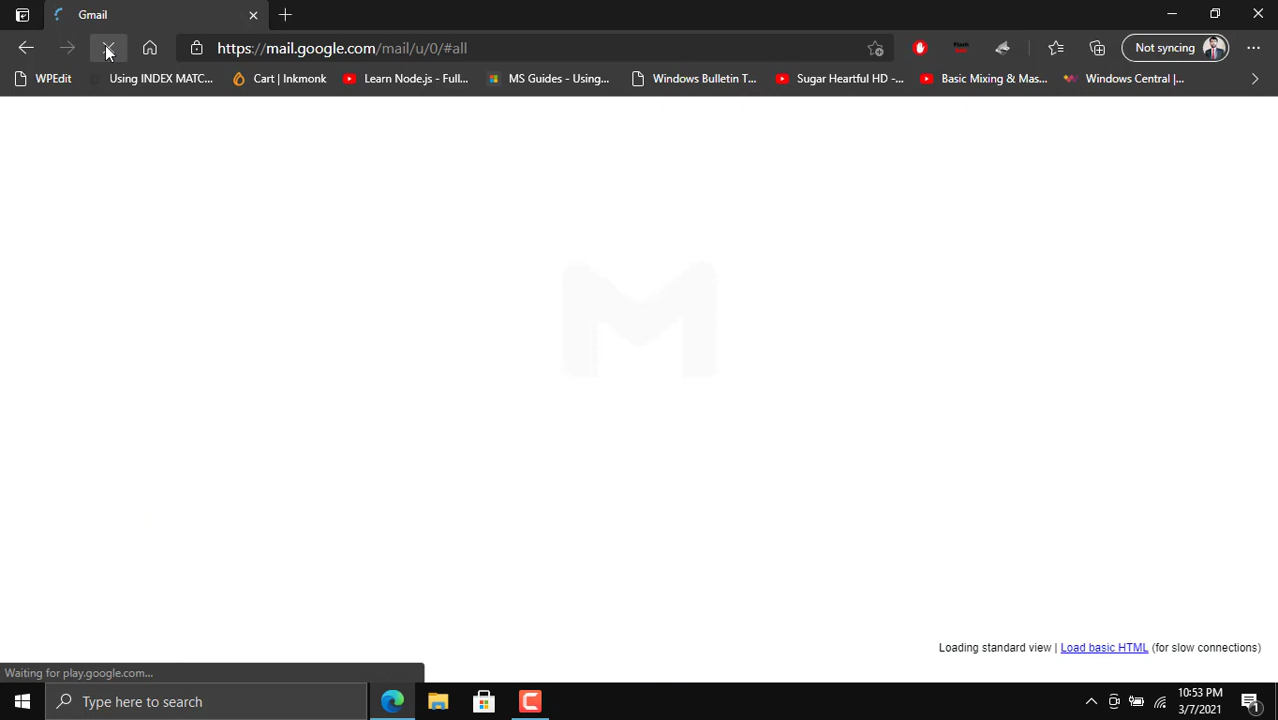 Gmail
https://mail.google.com/mail/u/0/#all
Not syncing
WPEdit
Using INDEX MATC...
Cart | Inkmonk
Learn Node.js - Full...
MS Guides - Using...
Windows Bulletin T...
Sugar Heartful HD -...
Basic Mixing & Mas...
Windows Central |...
Loading standard view | Load basic HTML (for slow connections)
Waiting for play.google.com...
Type here to search
10:53 PM
3/7/2021
1